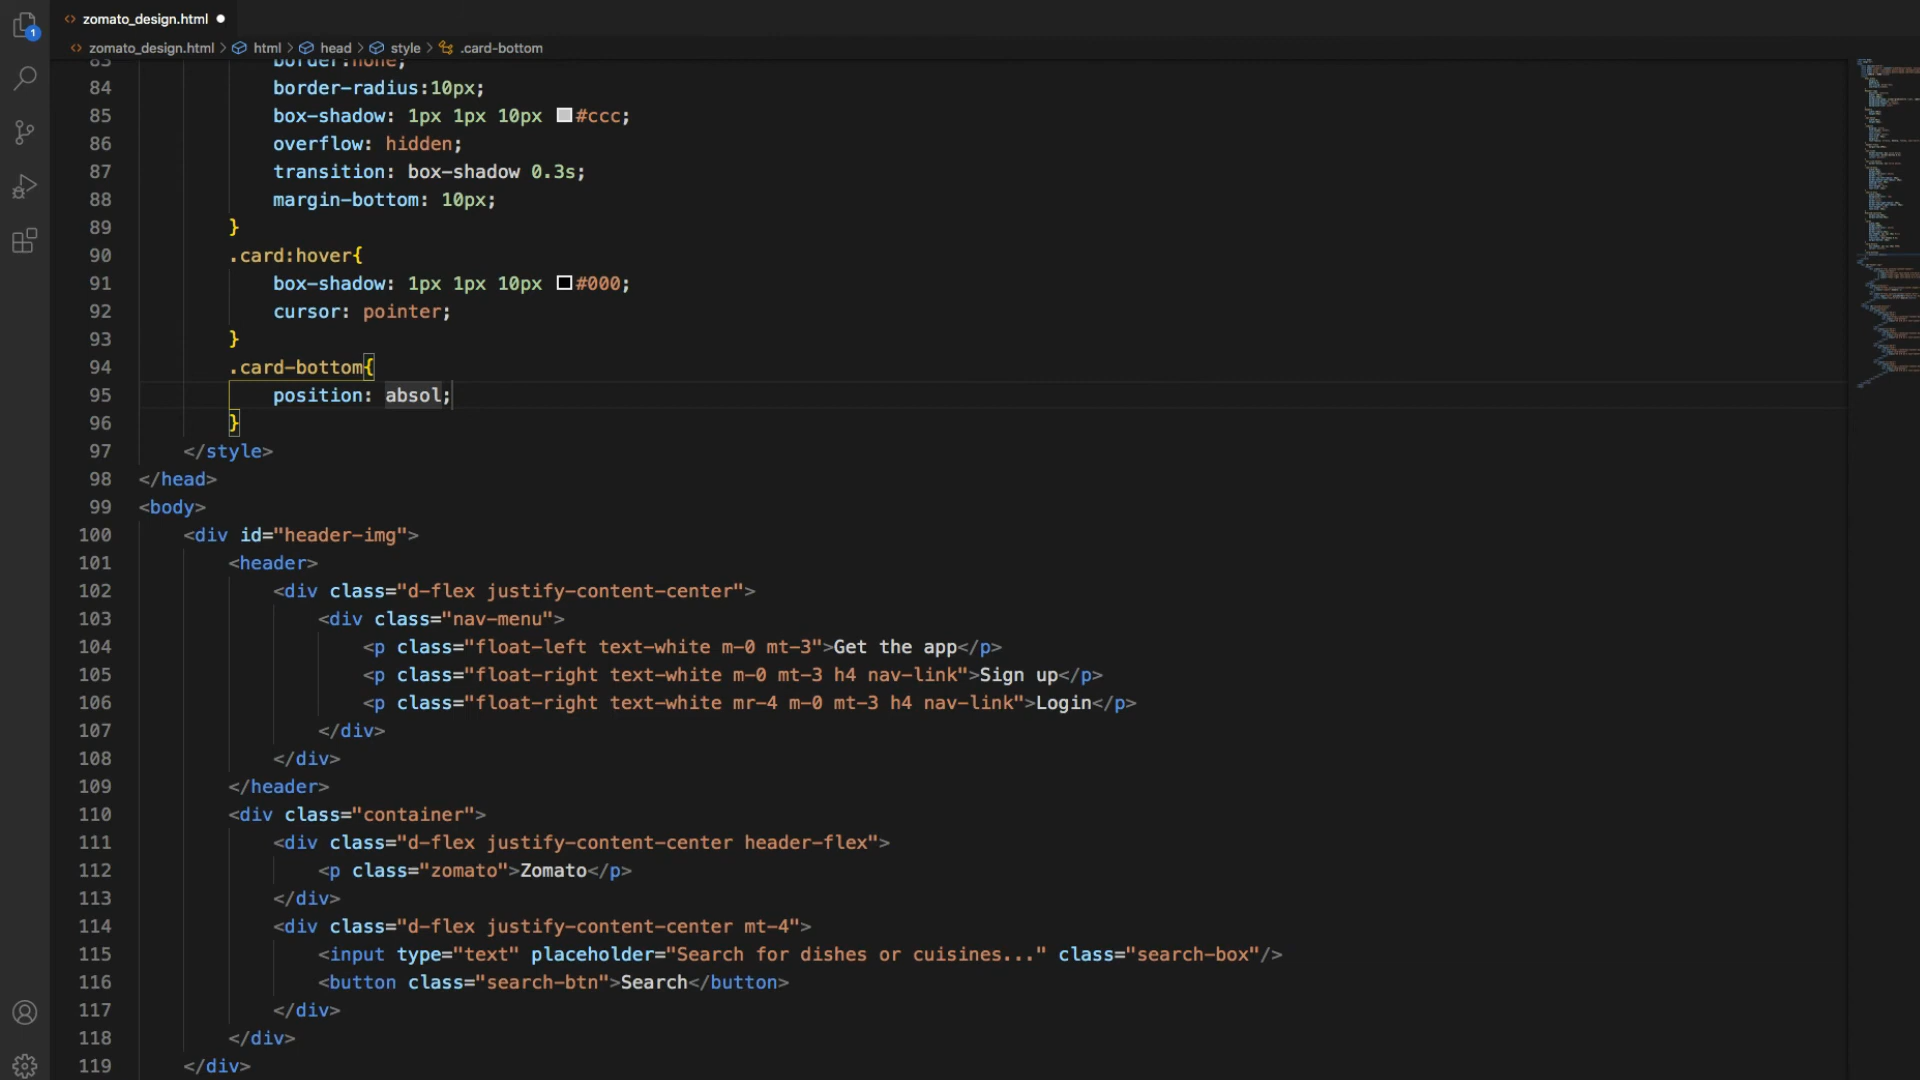 zomato_design.html
1
zomato_design.html > html > head > style > .card-bottom
83 border:none;
84 border-radius:10px;
85 box-shadow: 1px 1px 10px #ccc;
86 overflow: hidden;
87 transition: box-shadow 0.3s;
88 margin-bottom: 10px;
89 }
90 .card:hover{
91 box-shadow: 1px 1px 10px #000;
92 cursor: pointer;
93 }
94 .card-bottom{
95 position: absol;
96 }
97 </style>
98 </head>
99 <body>
100 <div id="header-img">
101 <header>
102 <div class="d-flex justify-content-center">
103 <div class="nav-menu">
104 <p class="float-left text-white m-0 mt-3">Get the app</p>
105 <p class="float-right text-white m-0 mt-3 h4 nav-link">Sign up</p>
106 <p class="float-right text-white mr-4 m-0 mt-3 h4 nav-link">Login</p>
107 </div>
108 </div>
109 </header>
110 <div class="container">
111 <div class="d-flex justify-content-center header-flex">
112 <p class="zomato">Zomato</p>
113 </div>
114 <div class="d-flex justify-content-center mt-4">
115 <input type="text" placeholder="Search for dishes or cuisines..." class="search-box"/>
116 <button class="search-btn">Search</button>
117 </div>
118 </div>
119 </div>